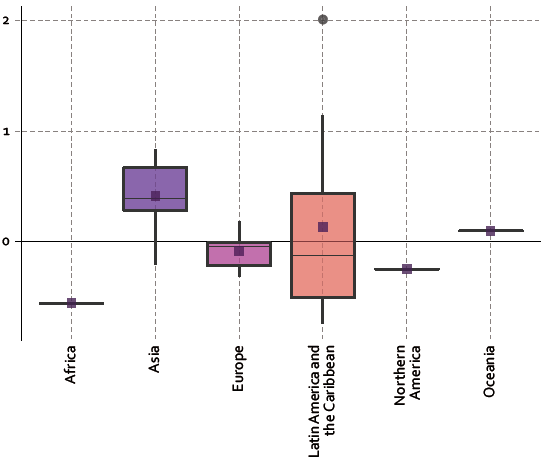 2
1
0
Africa
Asia
Europe
Latin America and
the Caribbean
Northern
America
Oceania